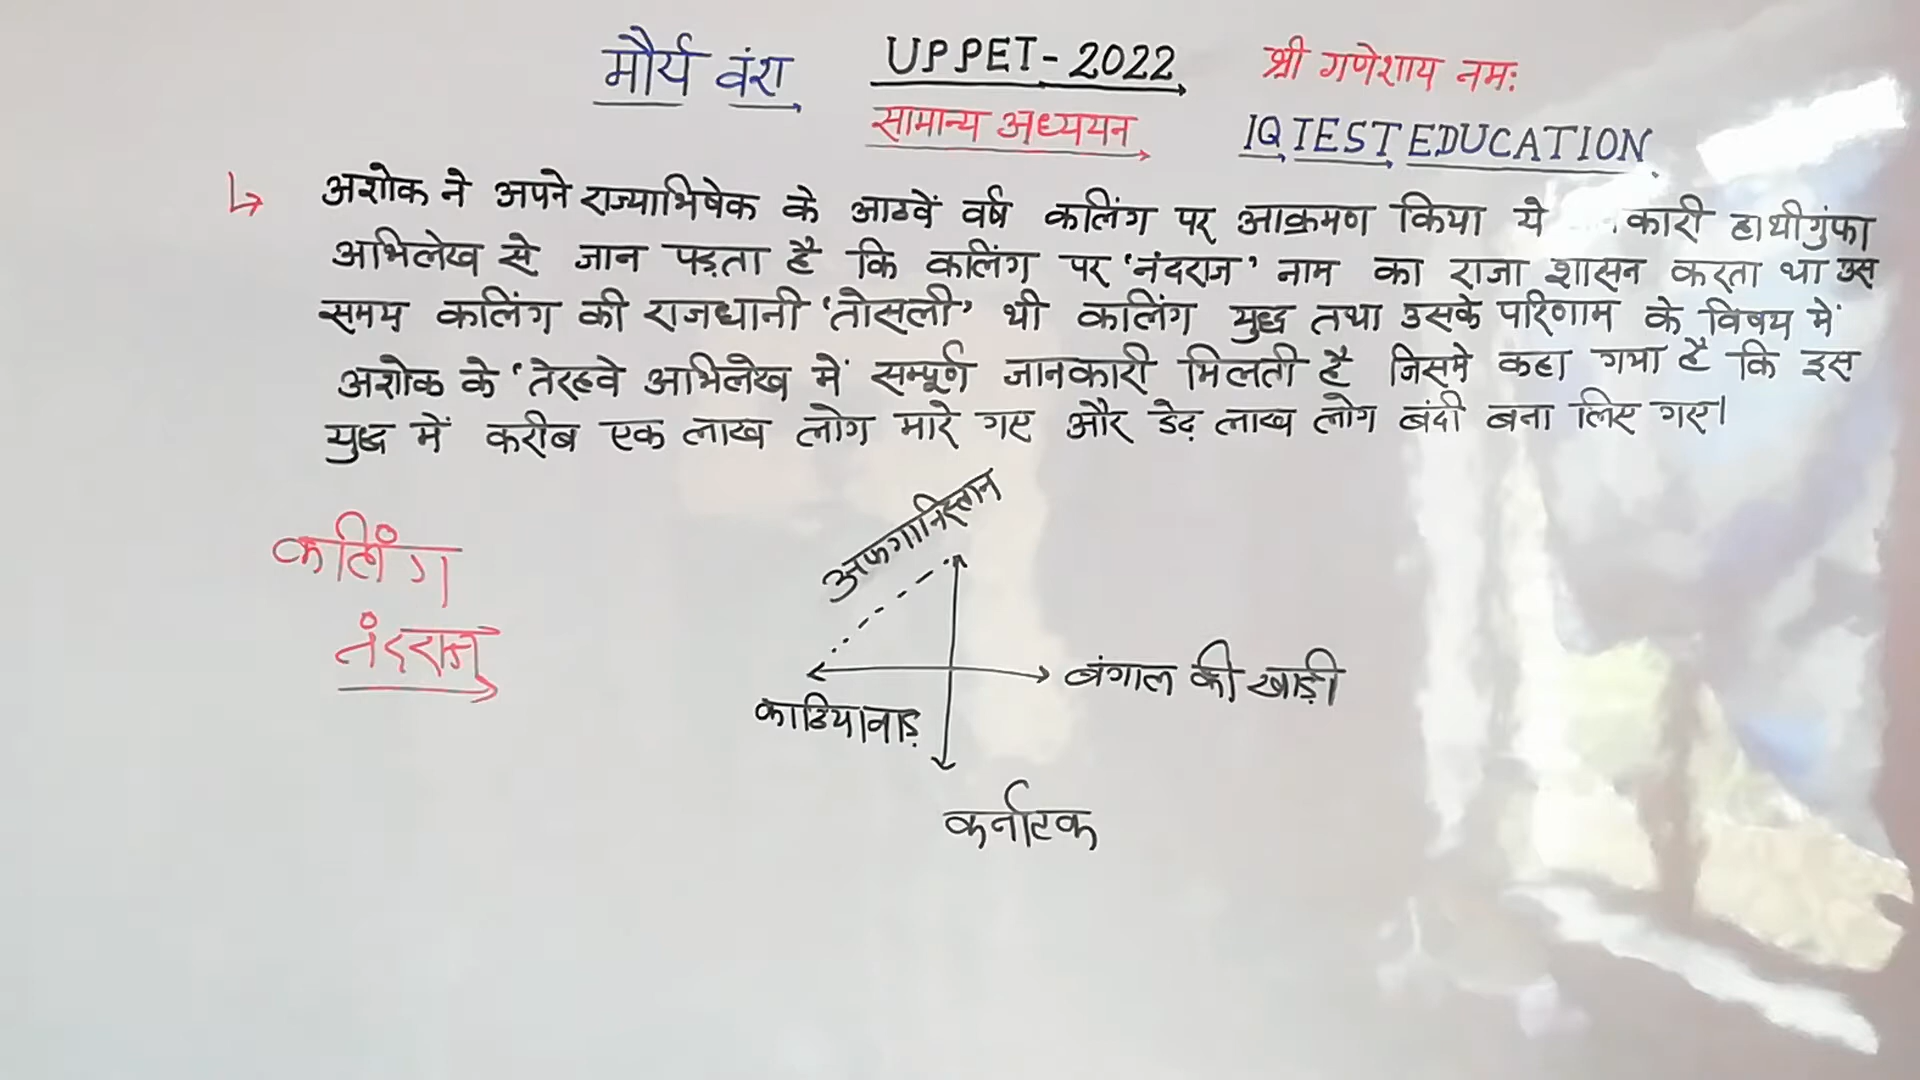 मौर्य वंश
UPPET-2022
श्री गणेशाय नमः
सामान्य अध्ययन
IQ TEST EDUCATION
अशोक ने अपने राज्याभिषेक के आठवें वर्ष कलिंग पर आक्रमण किया ये कारी हाथीगुंफा
अभिलेख से जान पड़ता है कि कलिंग पर 'नंदराज' नाम का राजा शासन करता था उस
समय कलिंग की राजधानी 'तोसली' थी कलिंग युद्ध तथा उसके परिणाम के विषय में
अशोक के 'तेरहवे अभिलेख में सम्पूर्ण जानकारी मिलती है जिसमे कहा गया है कि इस
युद्ध में करीब एक लाख लोग मारे गए और डेढ़ लाख लोग बंदी बना लिए गए।
अफगानिस्तान
कलिंग
नंदराज
बंगाल की खाड़ी
काठियावाड़
कर्नाटक